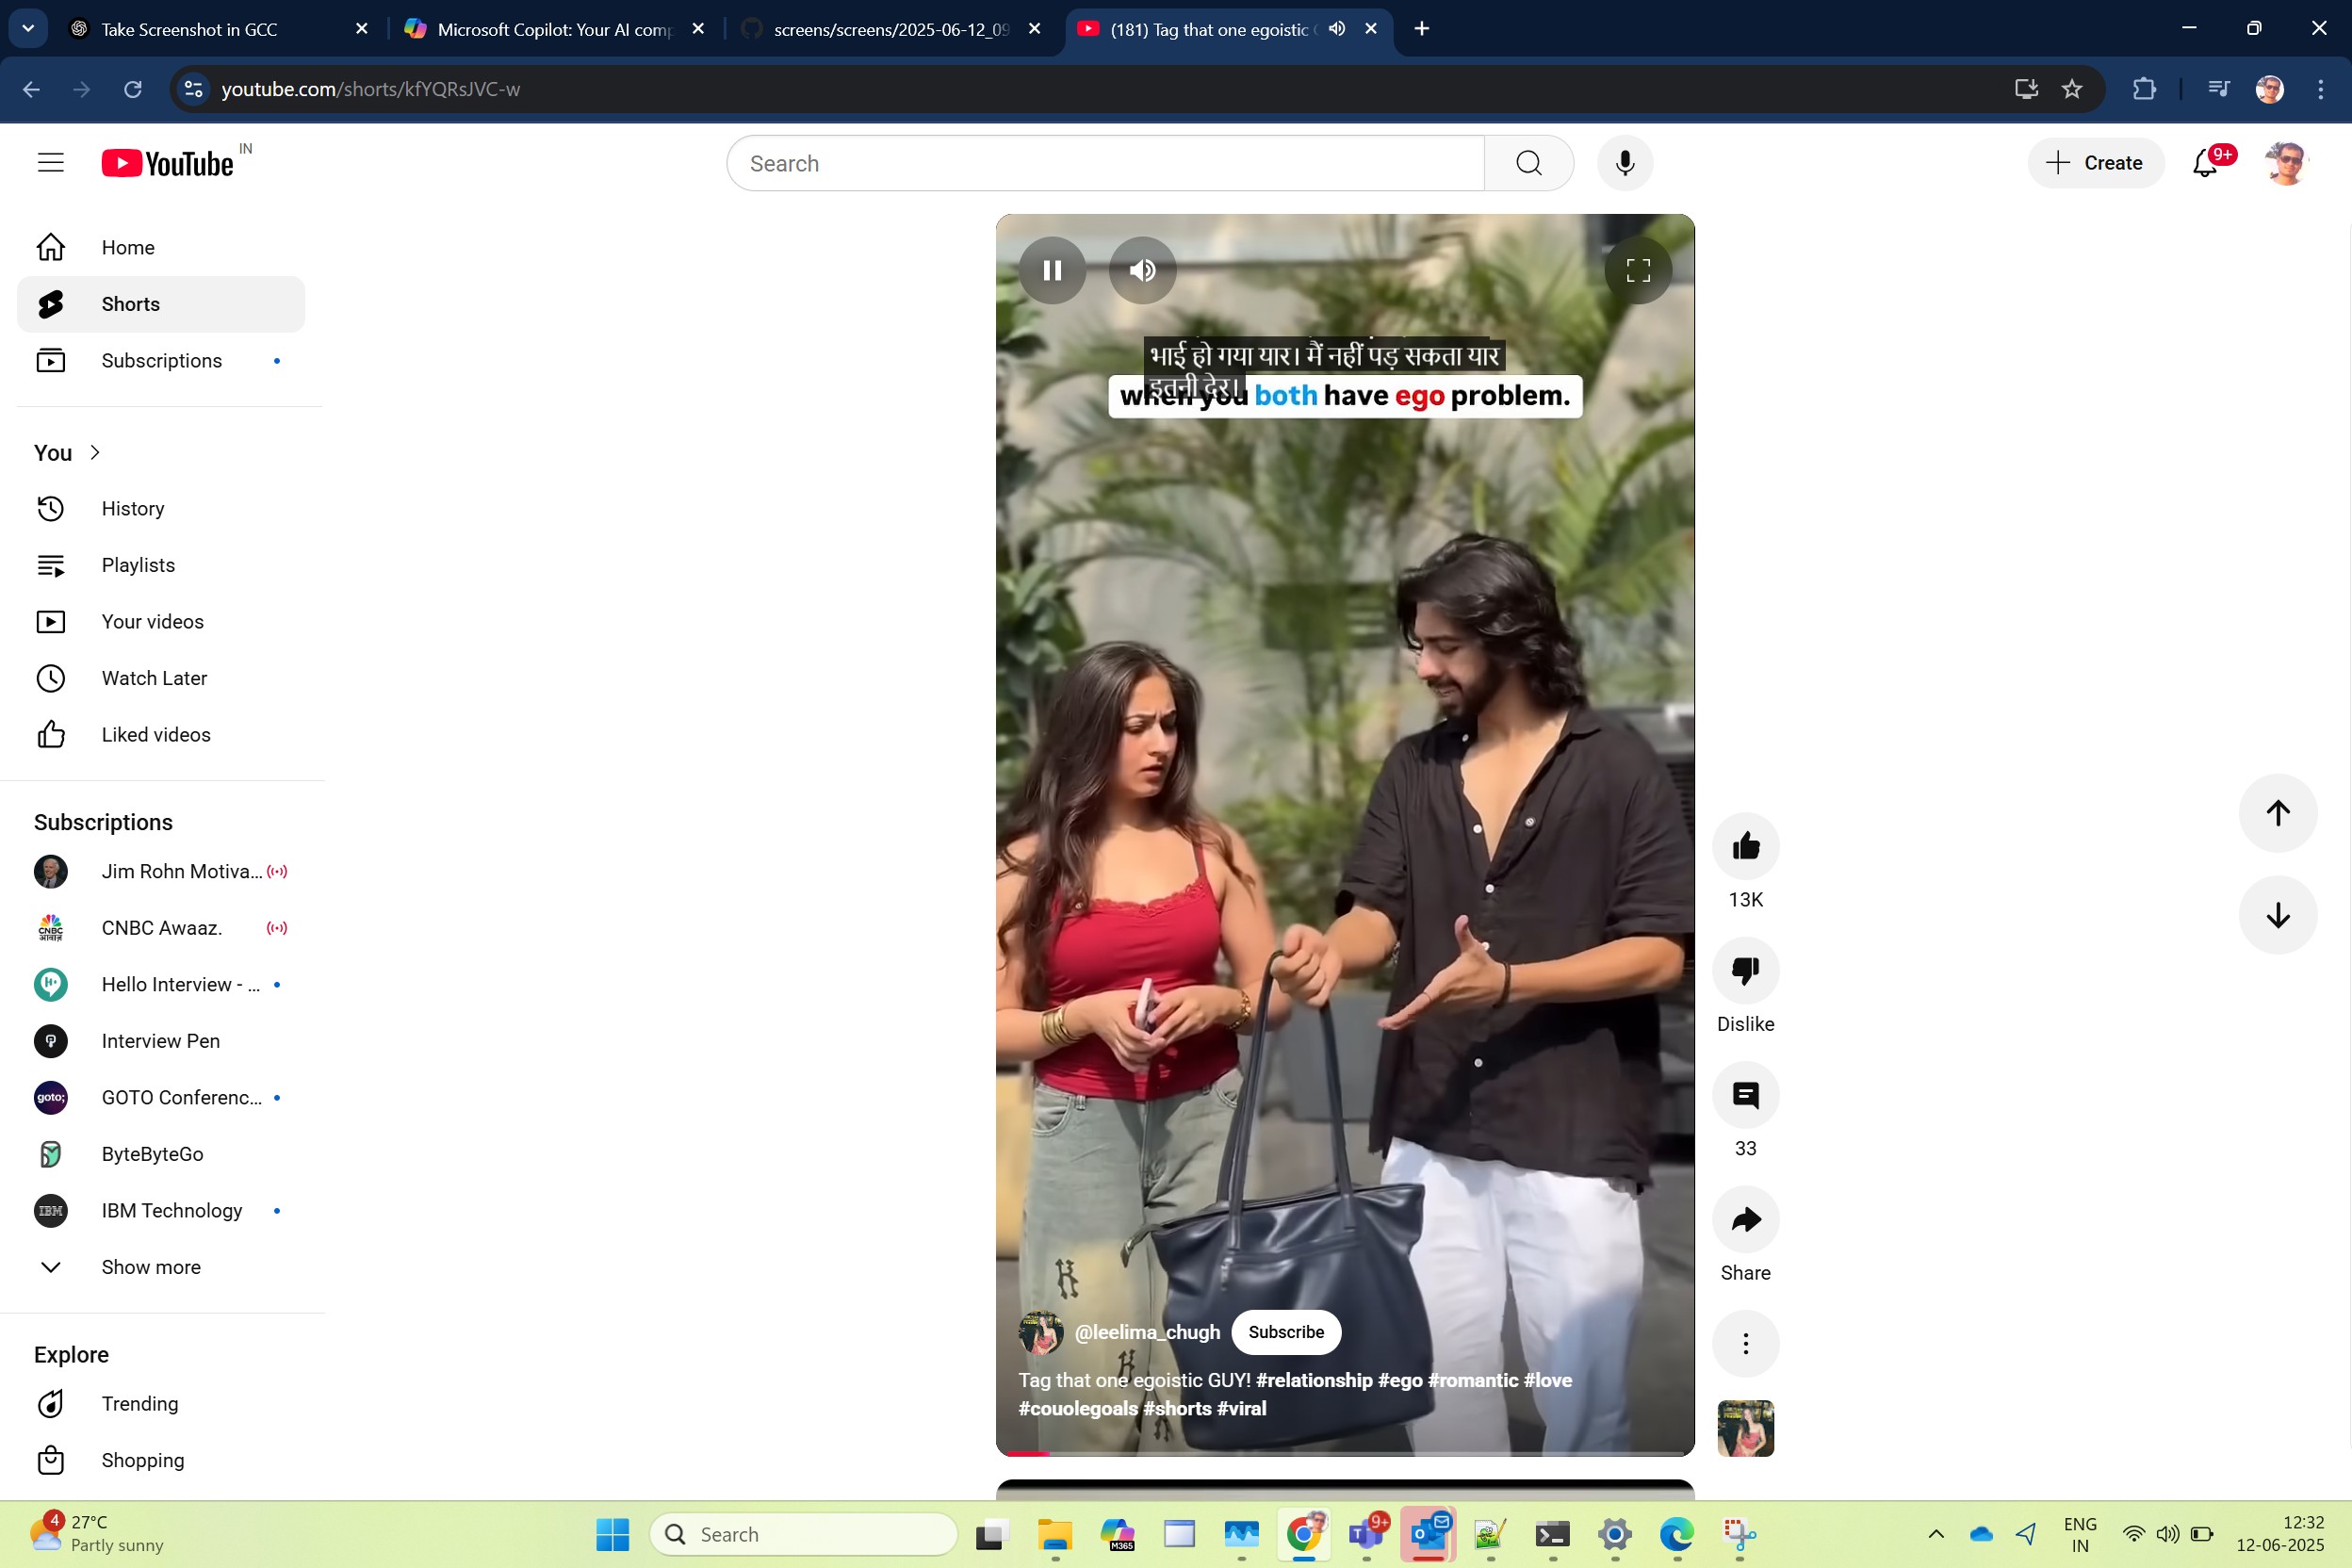 Take Screenshot in GCC
Microsoft Copilot: Your AI comp
screens/screens/2025-06-12_09
(181) Tag that one egoistic
youtube.com/shorts/kfYQRsJVC-w
YouTube IN
Search
Create
9+
Home
Shorts
Subscriptions
You
History
Playlists
Your videos
Watch Later
Liked videos
Subscriptions
Jim Rohn Motiva...
CNBC Awaaz.
Hello Interview - ...
Interview Pen
GOTO Conferenc...
ByteByteGo
IBM Technology
Show more
Explore
Trending
Shopping
भाई हो गया यार। मैं नहीं पड़ सकता यार
इतनी देर।
when you both have ego problem.
@leelima_chugh Subscribe
Tag that one egoistic GUY! #relationship #ego #romantic #love
#couolegoals #shorts #viral
13K
Dislike
33
Share
4
27°C
Partly sunny
Search
M365
9+
ENG
IN
12:32
12-06-2025